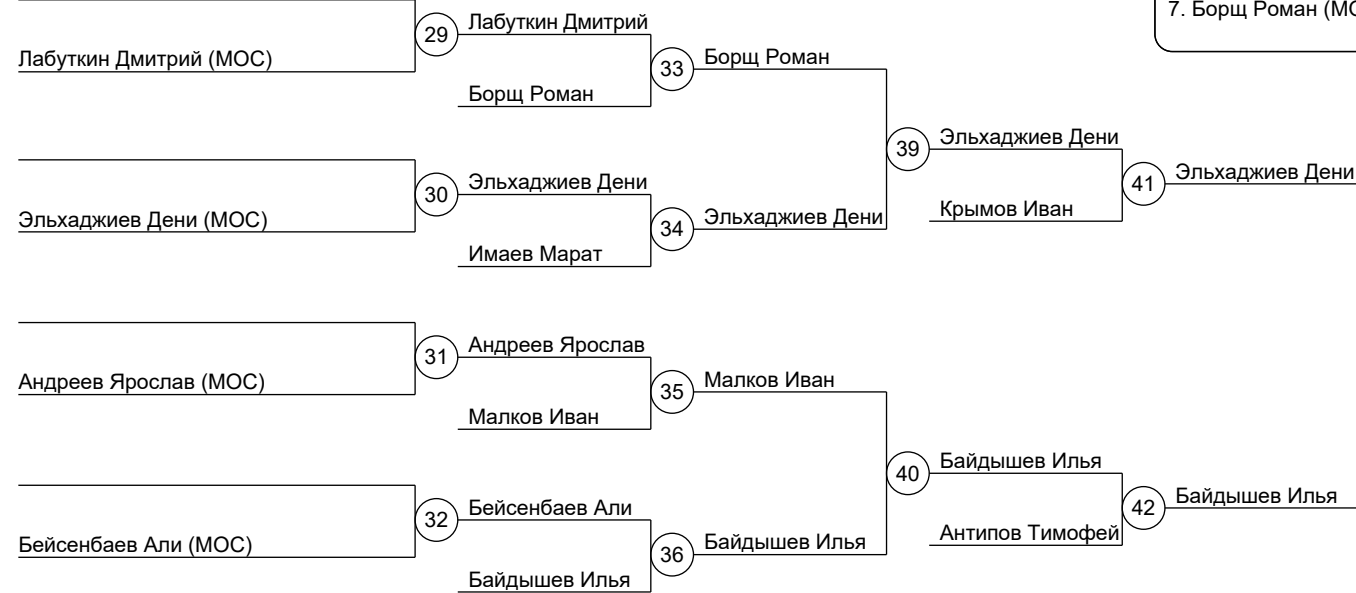 7. Борщ Роман (МО
29
Лабуткин Дмитрий
Лабуткин Дмитрий (МОС)
33
Борщ Роман
Борщ Роман
39
Эльхаджиев Дени
30
Эльхаджиев Дени
41
Эльхаджиев Дени
Эльхаджиев Дени (МОС)
34
Эльхаджиев Дени
Крымов Иван
Имаев Марат
31
Андреев Ярослав
Андреев Ярослав (МОС)
35
Малков Иван
Малков Иван
40
Байдышев Илья
32
Бейсенбаев Али
42
Байдышев Илья
Бейсенбаев Али (МОС)
36
Байдышев Илья
Антипов Тимофей
Байдышев Илья